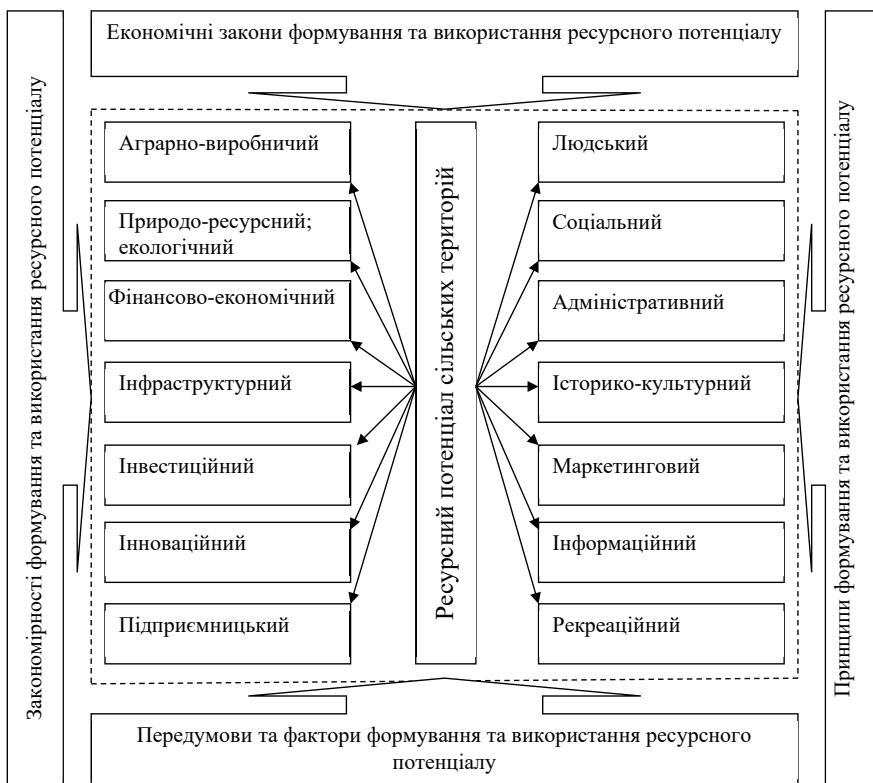 Економічні закони формування та використання ресурсного потенціалу
Закономірності формування та використання ресурсного потенціалу
Аграрно-виробничий
Природо-ресурсний;
екологічний
Фінансово-економічний
Інфраструктурний
Інвестиційний
Інноваційний
Підприємницький
Ресурсний потенціал сільських територій
Людський
Соціальний
Адміністративний
Історико-культурний
Маркетинговий
Інформаційний
Рекреаційний
Принципи формування та використання ресурсного потенціалу
Передумови та фактори формування та використання ресурсного
потенціалу